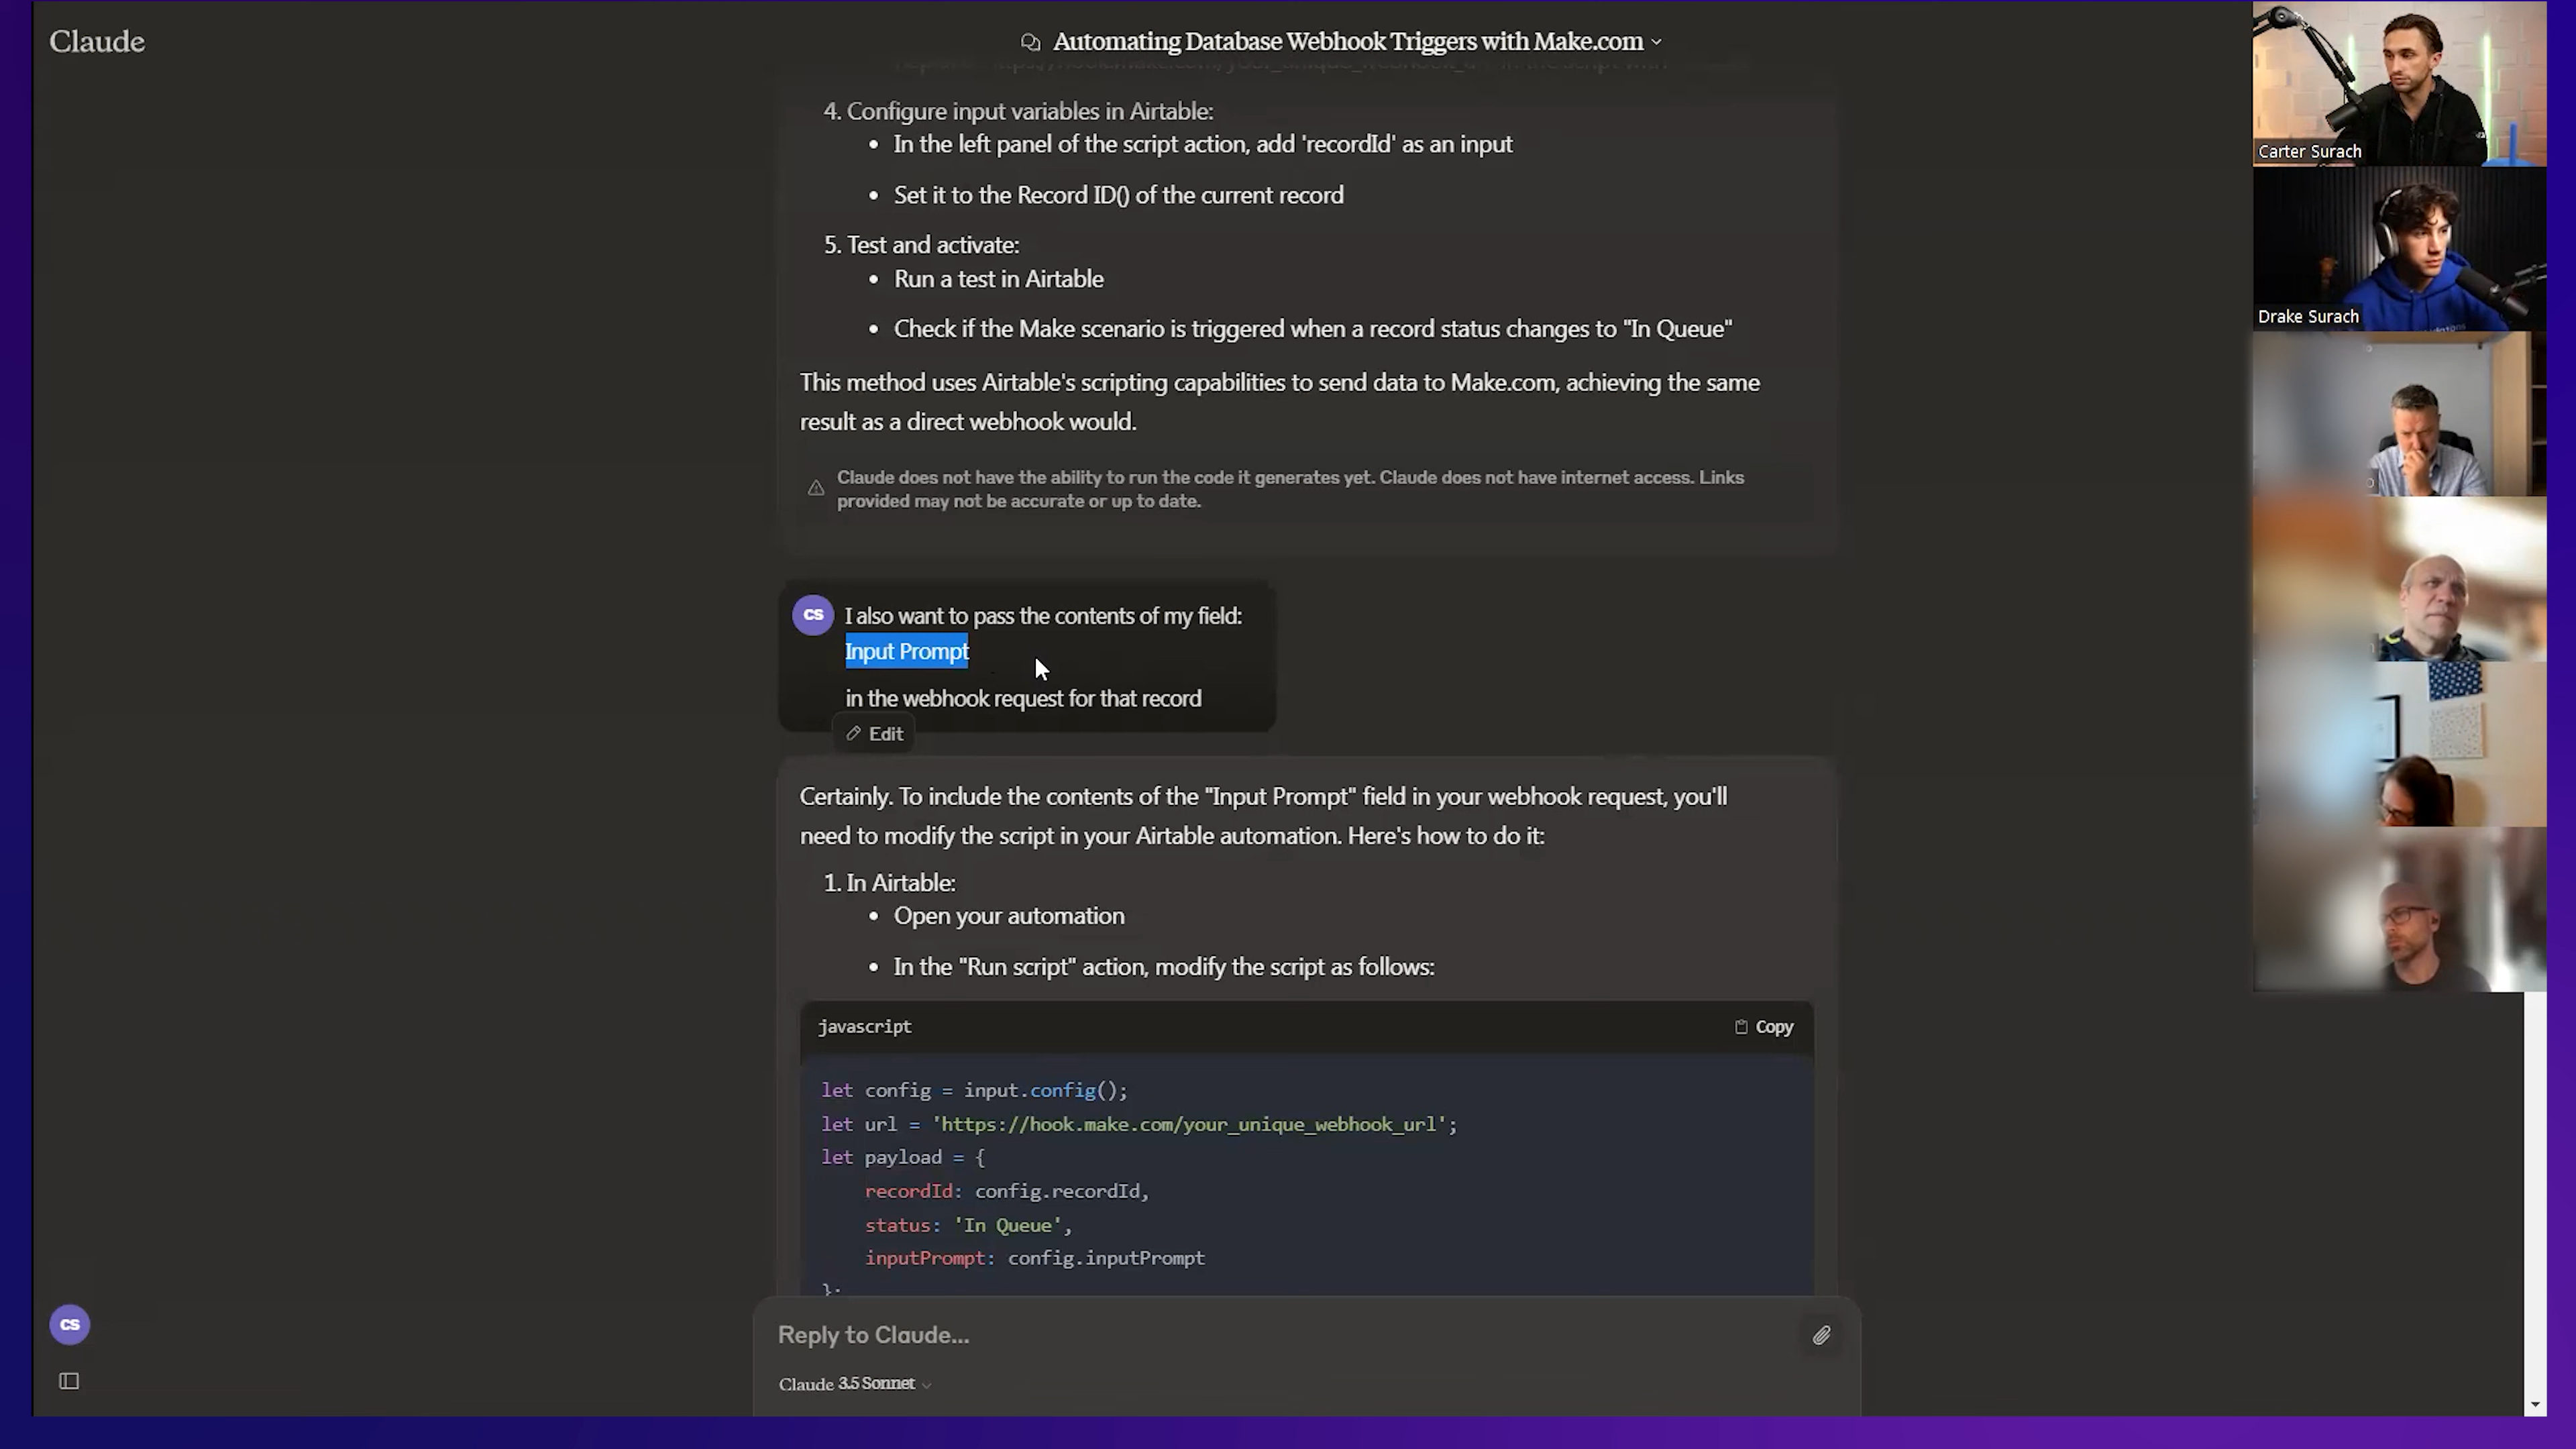 Claude
Automating Database Webhook Triggers with Make.com
4. Configure input variables in Airtable:
• In the left panel of the script action, add 'recordId' as an input
• Set it to the Record ID() of the current record
5. Test and activate:
• Run a test in Airtable
• Check if the Make scenario is triggered when a record status changes to "In Queue"
This method uses Airtable's scripting capabilities to send data to Make.com, achieving the same
result as a direct webhook would.
Claude does not have the ability to run the code it generates yet. Claude does not have internet access. Links
provided may not be accurate or up to date.
CS
I also want to pass the contents of my field:
Input Prompt
in the webhook request for that record
Edit
Certainly. To include the contents of the "Input Prompt" field in your webhook request, you'll
need to modify the script in your Airtable automation. Here's how to do it:
1. In Airtable:
• Open your automation
• In the "Run script" action, modify the script as follows:
javascript
Copy
let config = input.config();
let url = 'https://hook.make.com/your_unique_webhook_url';
let payload = {
recordId: config.recordId,
status: 'In Queue',
inputPrompt: config.inputPrompt
};
Reply to Claude...
Claude 3.5 Sonnet
CS
Carter Surach
Drake Surach